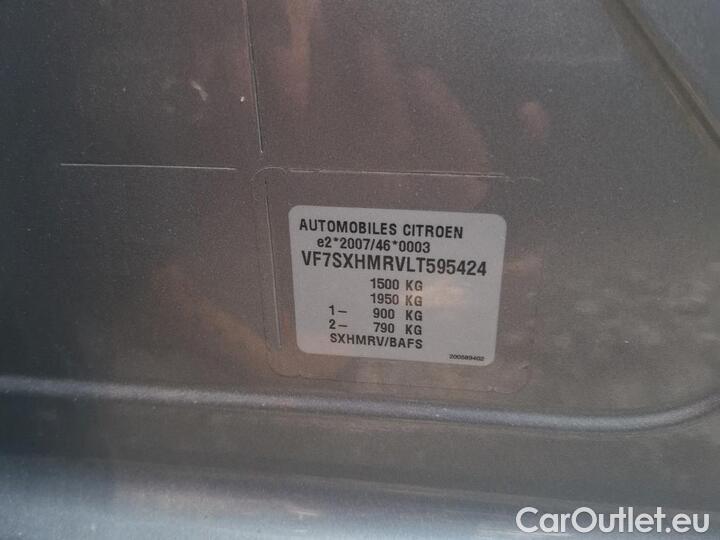 AUTOMOBILES CITROEN
e2*2007/46*0003
VF7SXHMRVLT595424
1500 KG
1950 KG
1- 900 KG
2- 790 KG
SXHMRV/BAFS
200589402
CarOutlet.eu